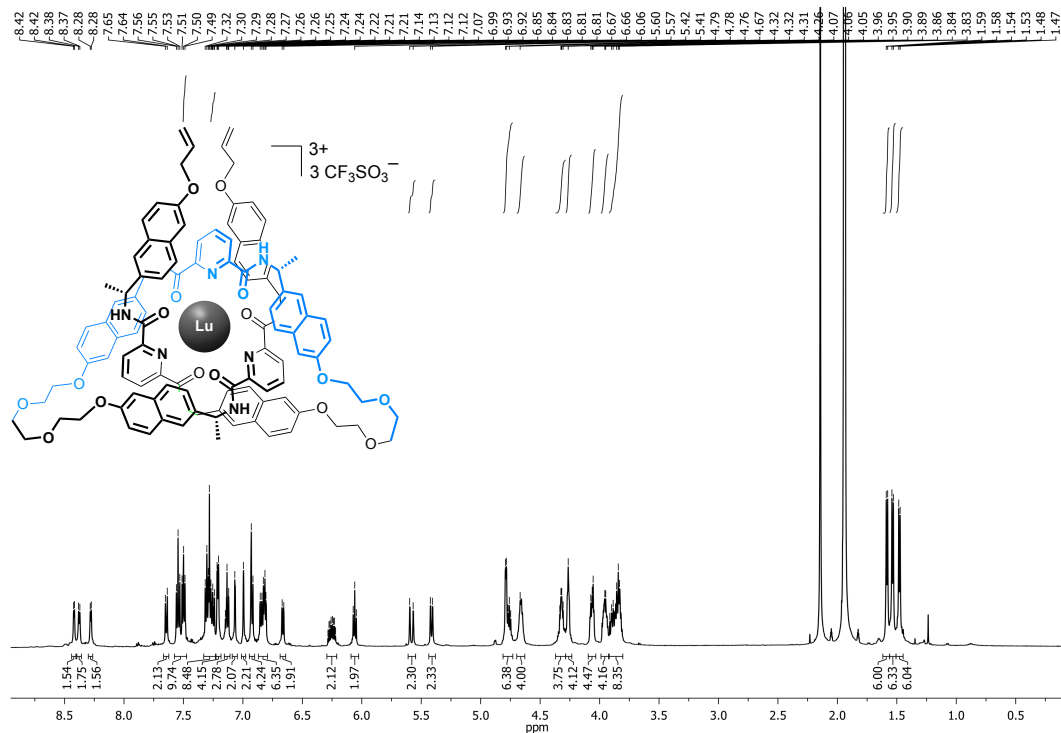 8.42 8.42 8.38 8.37 8.28 8.28 7.65 7.64 7.56 7.55 7.53 7.51 7.50 7.49 7.32 7.30 7.29 7.28 7.27 7.26 7.26 7.25 7.24 7.24 7.22 7.21 7.21 7.14 7.13 7.12 7.12 7.07 6.99 6.93 6.92 6.85 6.84 6.83 6.81 6.81 6.67 6.66 6.06 5.60 5.57 5.42 5.41 4.79 4.78 4.76 4.67 4.32 4.32 4.31 4.26 4.07 4.06 4.05 3.96 3.95 3.90 3.89 3.86 3.84 3.83 1.59 1.58 1.54 1.53 1.48 1.47
3+
3 CF₃SO₃⁻
O
O
H
N
N
O
O
O
HN
O
Lu
O
N
N
O
O
O
O
O
O
NH
O
O
O
O
1.54 1.75 1.56 2.13 9.74 8.48 4.15 2.78 2.07 2.21 4.24 6.35 1.91 2.12 1.97 2.30 2.33 6.38 4.00 3.75 4.12 4.47 4.16 8.35 6.00 6.33 6.04
8.5 8.0 7.5 7.0 6.5 6.0 5.5 5.0 4.5 4.0 3.5 3.0 2.5 2.0 1.5 1.0 0.5
ppm